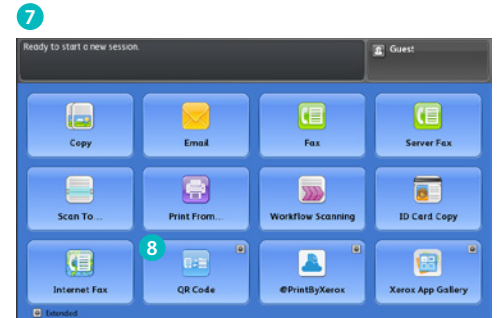 7
Ready to start a new session.
Guest
Copy
Email
Fax
Server Fax
Scan To...
Print From...
Workflow Scanning
ID Card Copy
8
Internet Fax
QR Code
@PrintByXerox
Xerox App Gallery
Extended